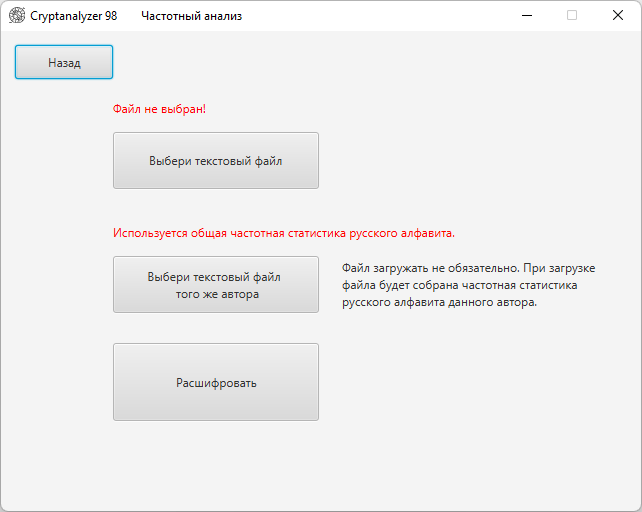 Cryptanalyzer 98 Частотный анализ
Назад
Файл не выбран!
Выбери текстовый файл
Используется общая частотная статистика русского алфавита.
Выбери текстовый файл
того же автора
Файл загружать не обязательно. При загрузке
файла будет собрана частотная статистика
русского алфавита данного автора.
Расшифровать